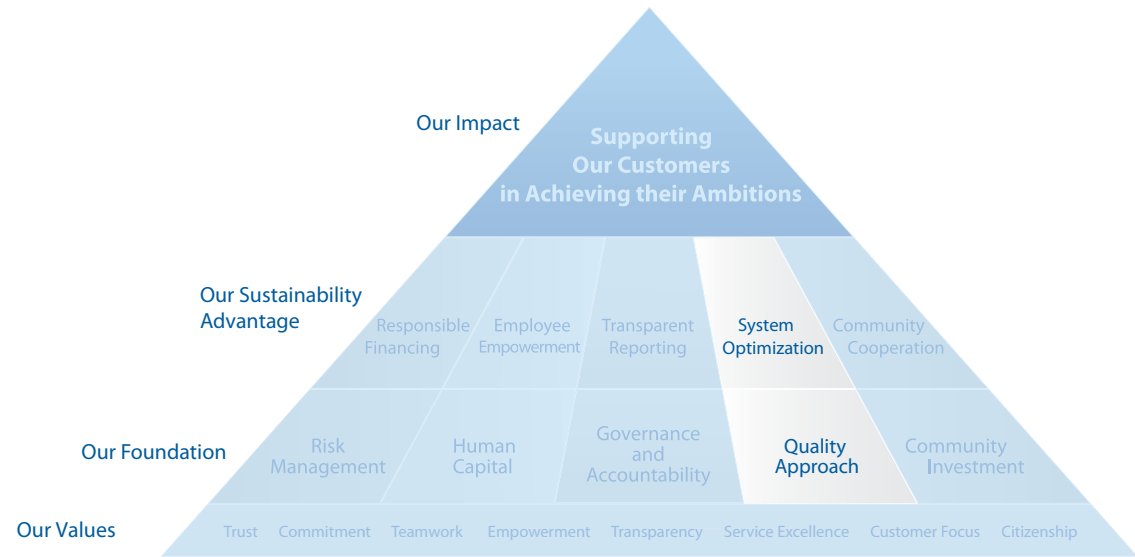 Our Impact
Supporting
Our Customers
in Achieving their Ambitions
Our Sustainability
Advantage
Responsible
Financing
Employee
Empowerment
Transparent
Reporting
System
Optimization
Community
Cooperation
Our Foundation
Risk
Management
Human
Capital
Governance
and
Accountability
Quality
Approach
Community
Investment
Our Values
Trust Commitment Teamwork Empowerment Transparency Service Excellence Customer Focus Citizenship